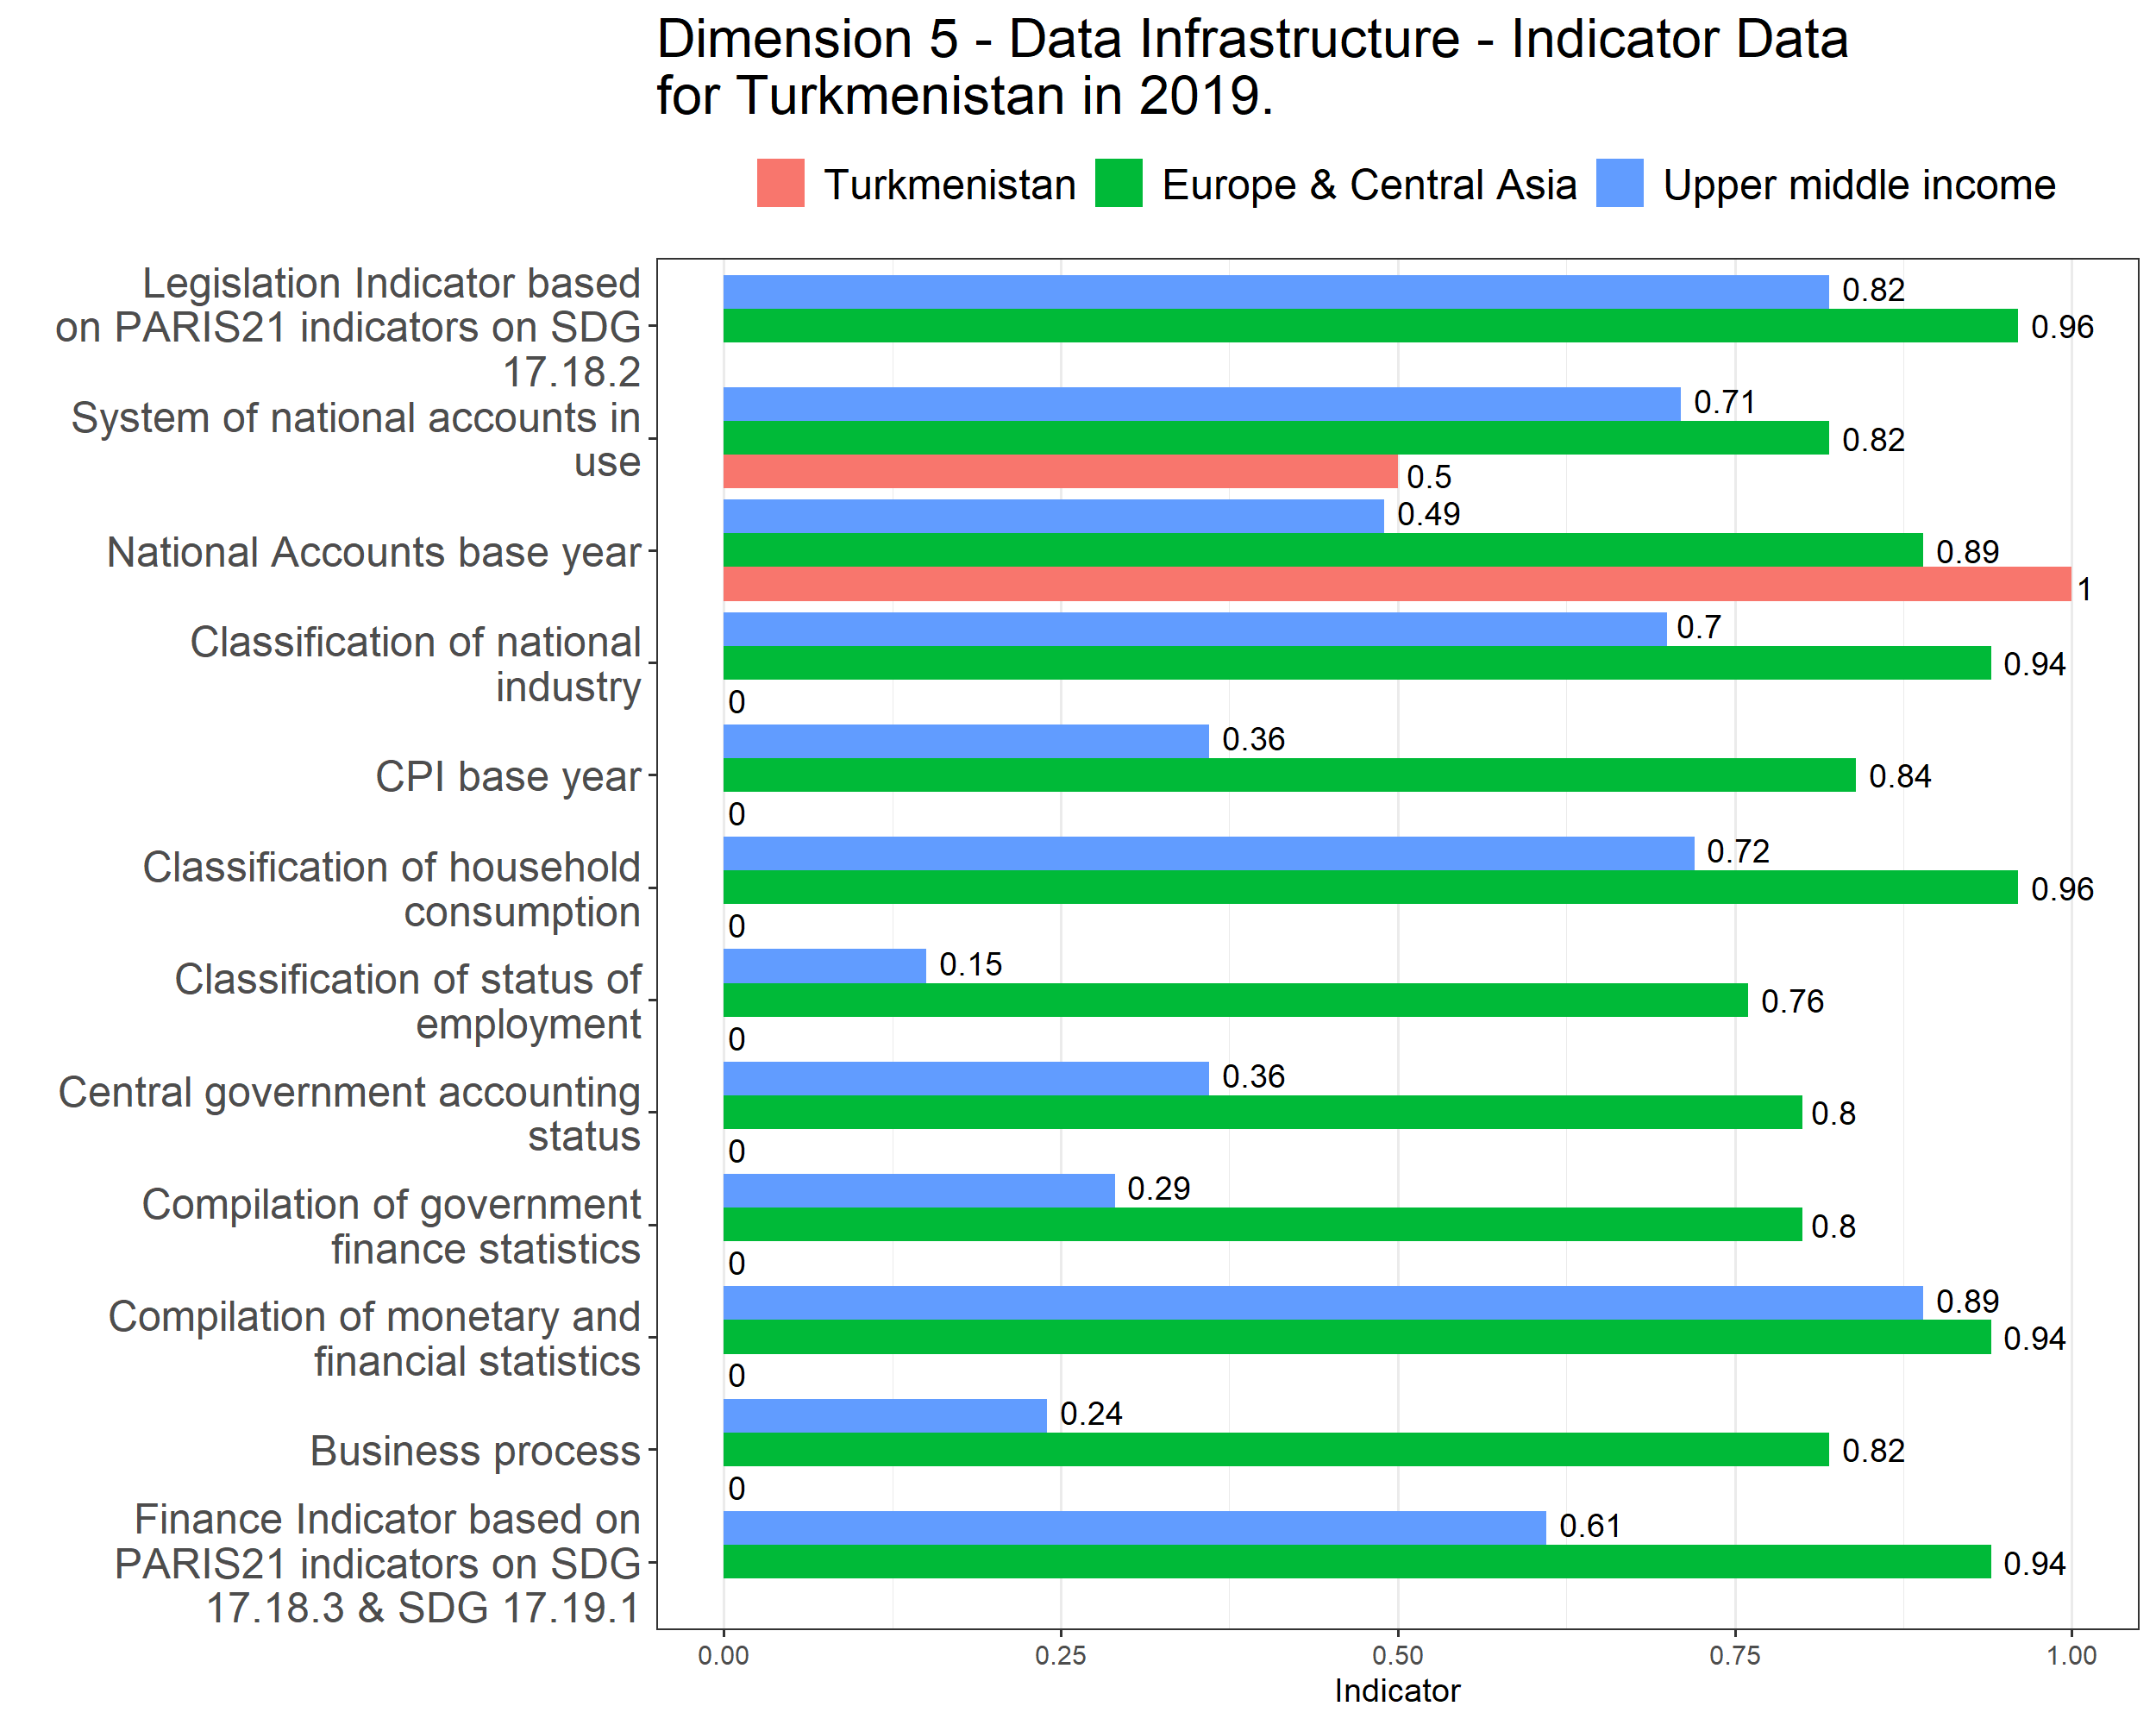 Dimension 5 - Data Infrastructure - Indicator Data
for Turkmenistan in 2019.
Turkmenistan
Europe & Central Asia
Upper middle income
Legislation Indicator based
on PARIS21 indicators on SDG
17.18.2
0.82
0.96
System of national accounts in
use
0.71
0.82
0.5
National Accounts base year
0.49
0.89
1
Classification of national
industry
0.7
0.94
0
CPI base year
0.36
0.84
0
Classification of household
consumption
0.72
0.96
0
Classification of status of
employment
0.15
0.76
0
Central government accounting
status
0.36
0.8
0
Compilation of government
finance statistics
0.29
0.8
0
Compilation of monetary and
financial statistics
0.89
0.94
0
Business process
0.24
0.82
0
Finance Indicator based on
PARIS21 indicators on SDG
17.18.3 & SDG 17.19.1
0.61
0.94
0.00
0.25
0.50
0.75
1.00
Indicator